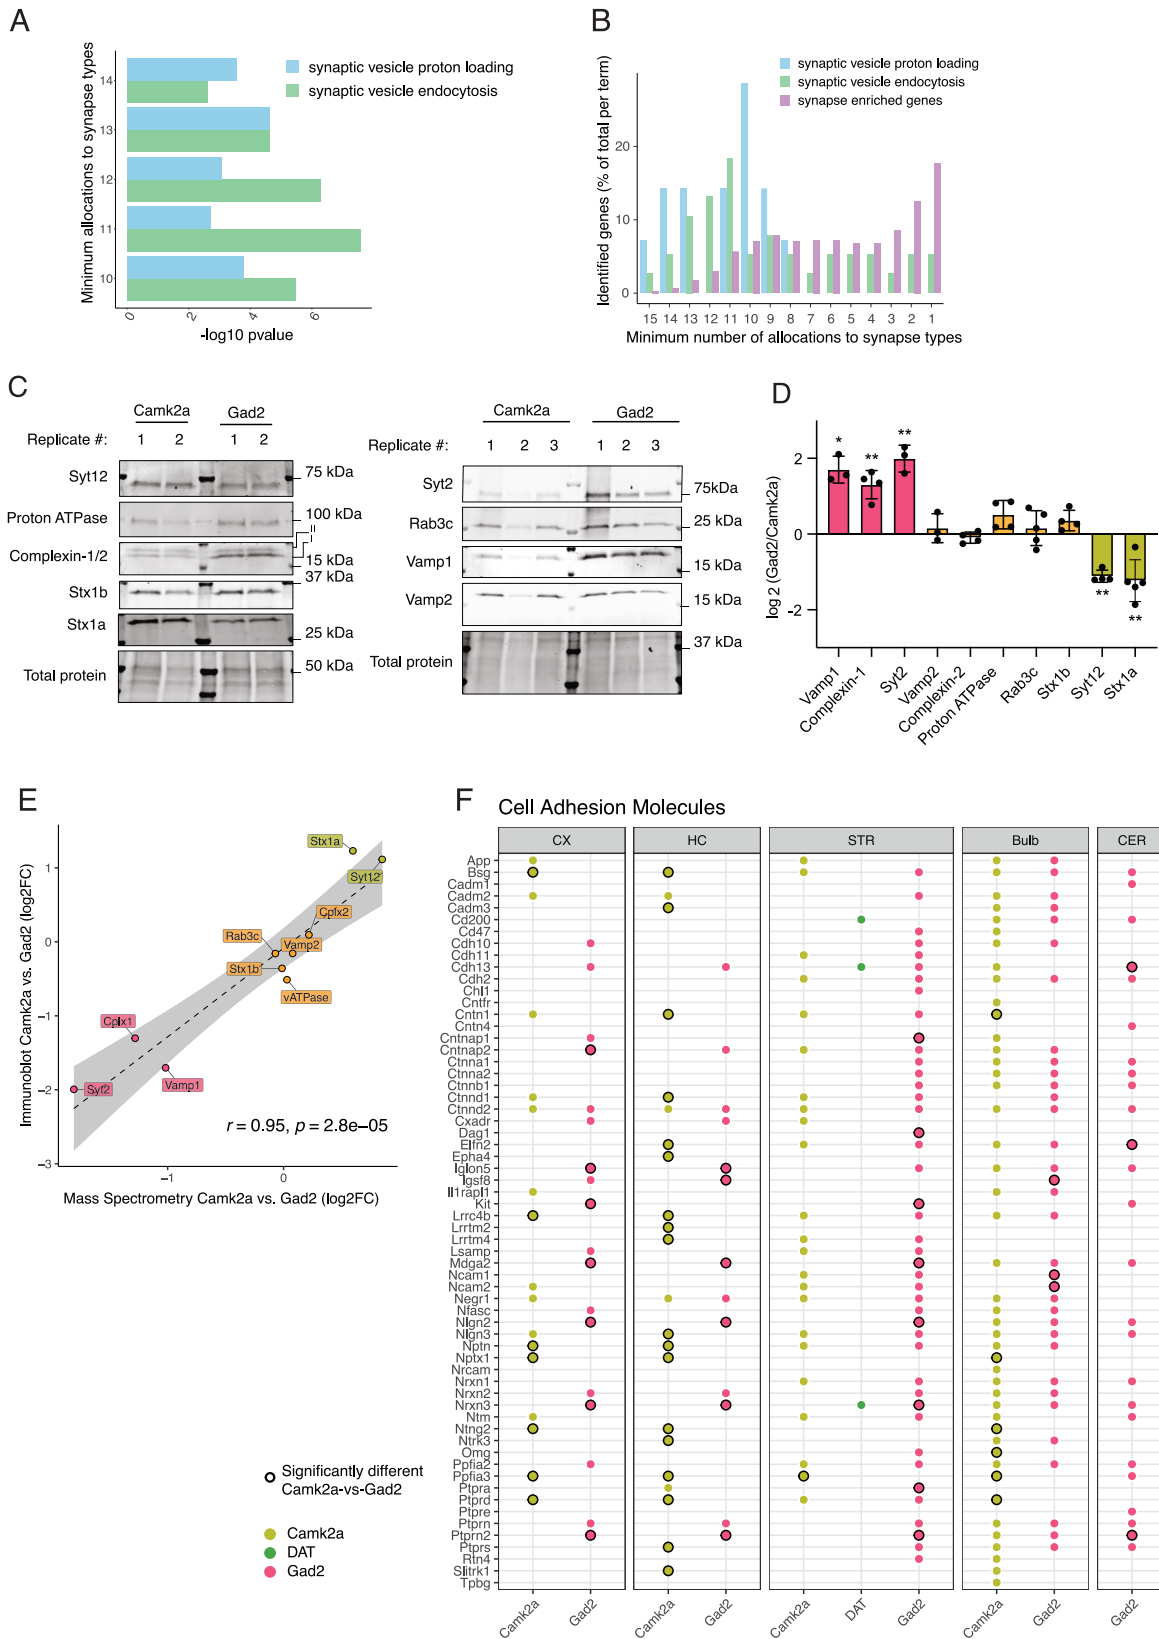 A
synaptic vesicle proton loading
synaptic vesicle endocytosis
Minimum allocations to synapse types
14
13
12
11
10
0
2
4
6
-log10 pvalue
B
synaptic vesicle proton loading
synaptic vesicle endocytosis
synapse enriched genes
Identified genes (% of total per term)
20
10
0
15 14 13 12 11 10 9 8 7 6 5 4 3 2 1
Minimum number of allocations to synapse types
C
Camk2a Gad2
Replicate #: 1 2 1 2
Syt12 75 kDa
Proton ATPase 100 kDa
II
I
Complexin-1/2 15 kDa
37 kDa
Stx1b
Stx1a 25 kDa
Total protein 50 kDa
Camk2a Gad2
Replicate #: 1 2 3 1 2 3
Syt2 75kDa
Rab3c 25 kDa
Vamp1 15 kDa
Vamp2 15 kDa
Total protein 37 kDa
D
log 2 (Gad2/Camk2a)
2
0
-2
* ** ** ** **
Vamp1
Complexin-1
Syt2
Vamp2
Complexin-2
Proton ATPase
Rab3c
Stx1b
Syt12
Stx1a
E
Immunoblot Camk2a vs. Gad2 (log2FC)
1
0
−1
−2
−3
Stx1a
Syt12
Cplx2
Rab3c
Vamp2
Stx1b
vATPase
Cplx1
Syt2
Vamp1
r = 0.95, p = 2.8e−05
−1 0
Mass Spectrometry Camk2a vs. Gad2 (log2FC)
Significantly different
Camk2a-vs-Gad2
Camk2a
DAT
Gad2
F
Cell Adhesion Molecules
CX HC STR Bulb CER
App
Bsg
Cadm1
Cadm2
Cadm3
Cd200
Cd47
Cdh10
Cdh11
Cdh13
Cdh2
Chl1
Cntfr
Cntn1
Cntn4
Cntnap1
Cntnap2
Ctnna1
Ctnna2
Ctnnb1
Ctnnd1
Ctnnd2
Cxadr
Dag1
Elfn2
Epha4
Iglon5
Igsf8
Il1rapl1
Kit
Lrrc4b
Lrrtm2
Lrrtm4
Lsamp
Mdga2
Ncam1
Ncam2
Negr1
Nfasc
Nlgn2
Nlgn3
Nptn
Nptx1
Nrcam
Nrxn1
Nrxn2
Nrxn3
Ntm
Ntng2
Ntrk3
Omg
Ppfia2
Ppfia3
Ptpra
Ptprd
Ptpre
Ptprn
Ptprn2
Ptprs
Rtn4
Slitrk1
Tpbg
Camk2a Gad2 Camk2a Gad2 Camk2a DAT Gad2 Camk2a Gad2 Gad2